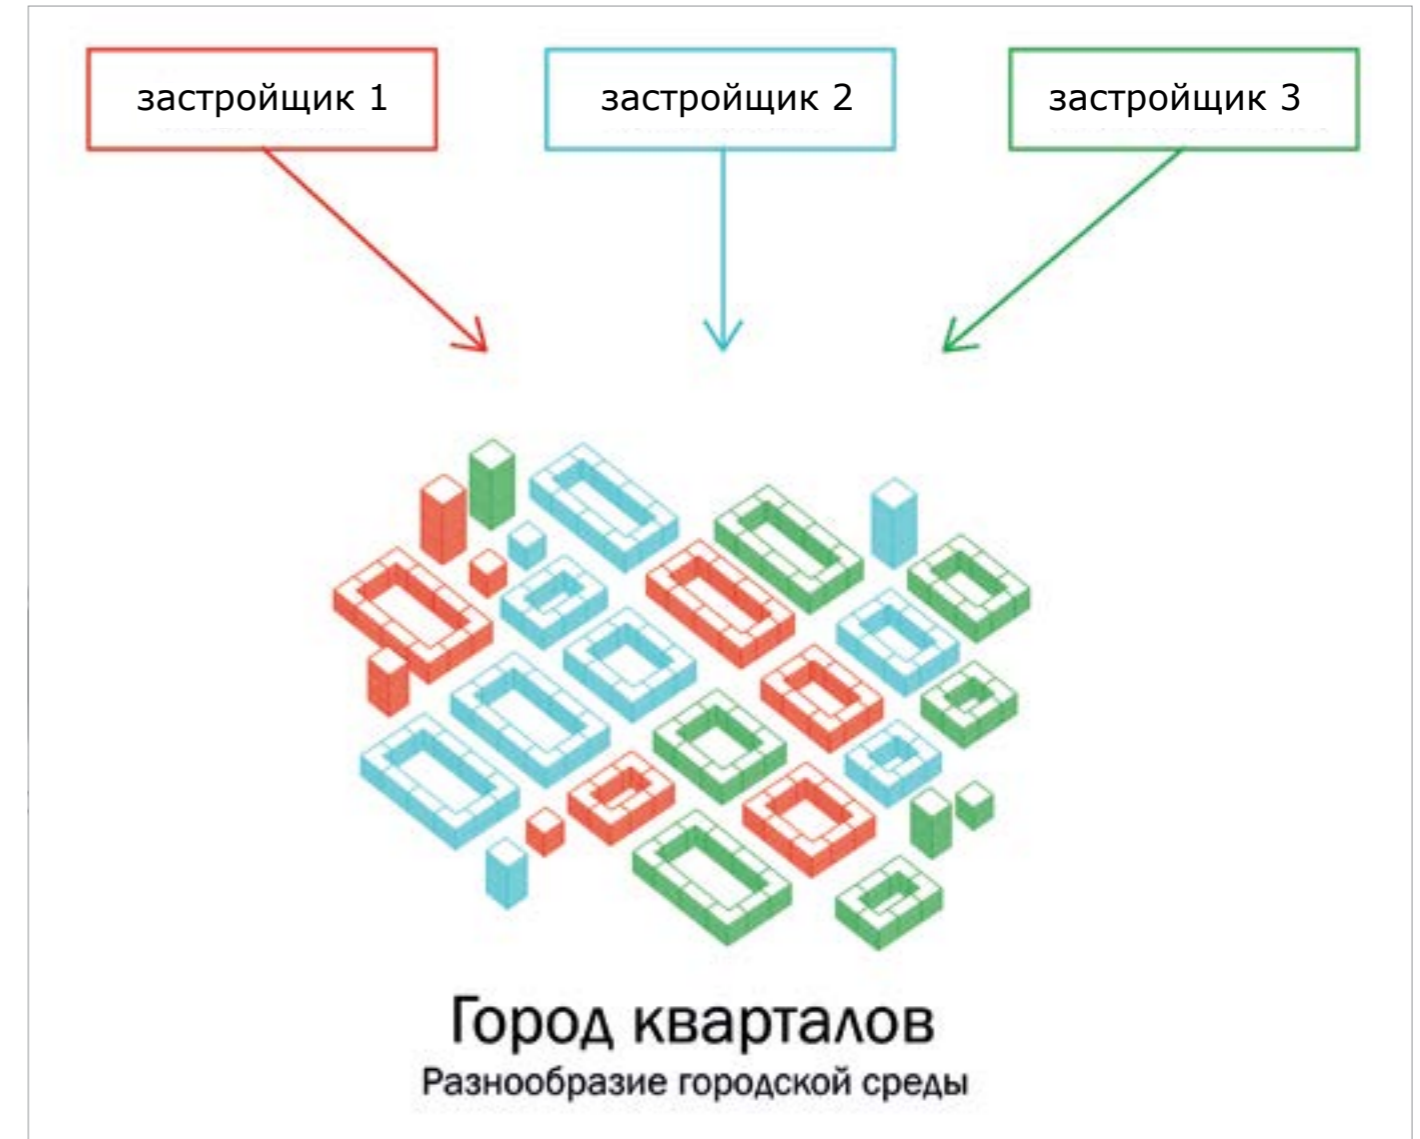 застройщик 1
застройщик 2
застройщик 3
Город кварталов
Разнообразие городской среды